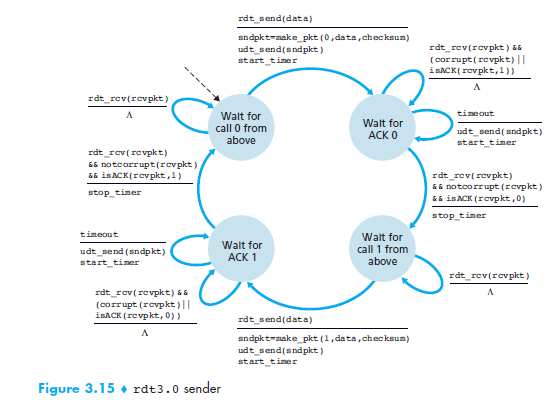 rdt_send(data)
sndpkt=make_pkt(0,data,checksum)
udt_send(sndpkt)
start_timer
rdt_rcv(rcvpkt)&&
(corrupt(rcvpkt)||
isACK(rcvpkt,1))
Λ
rdt_rcv(rcvpkt)
Λ
Wait for
call 0 from
above
Wait for
ACK 0
timeout
udt_send(sndpkt)
start_timer
rdt_rcv(rcvpkt)
&& notcorrupt(rcvpkt)
&& isACK(rcvpkt,1)
stop_timer
rdt_rcv(rcvpkt)
&& notcorrupt(rcvpkt)
&& isACK(rcvpkt,0)
stop_timer
timeout
udt_send(sndpkt)
start_timer
Wait for
ACK 1
Wait for
call 1 from
above
rdt_rcv(rcvpkt)
Λ
rdt_rcv(rcvpkt)&&
(corrupt(rcvpkt)||
isACK(rcvpkt,0))
Λ
rdt_send(data)
sndpkt=make_pkt(1,data,checksum)
udt_send(sndpkt)
start_timer
Figure 3.15 ♦ rdt3.0 sender